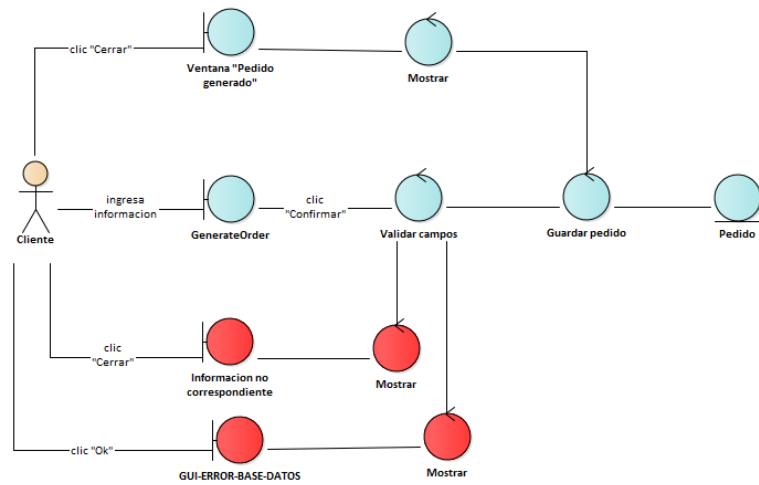 clic "Cerrar"
Ventana "Pedido
generado"
Mostrar
ingresa
informacion
clic
"Confirmar"
Cliente
GenerateOrder
Validar campos
Guardar pedido
Pedido
clic
"Cerrar"
Informacion no
correspondiente
Mostrar
clic "Ok"
GUI-ERROR-BASE-DATOS
Mostrar